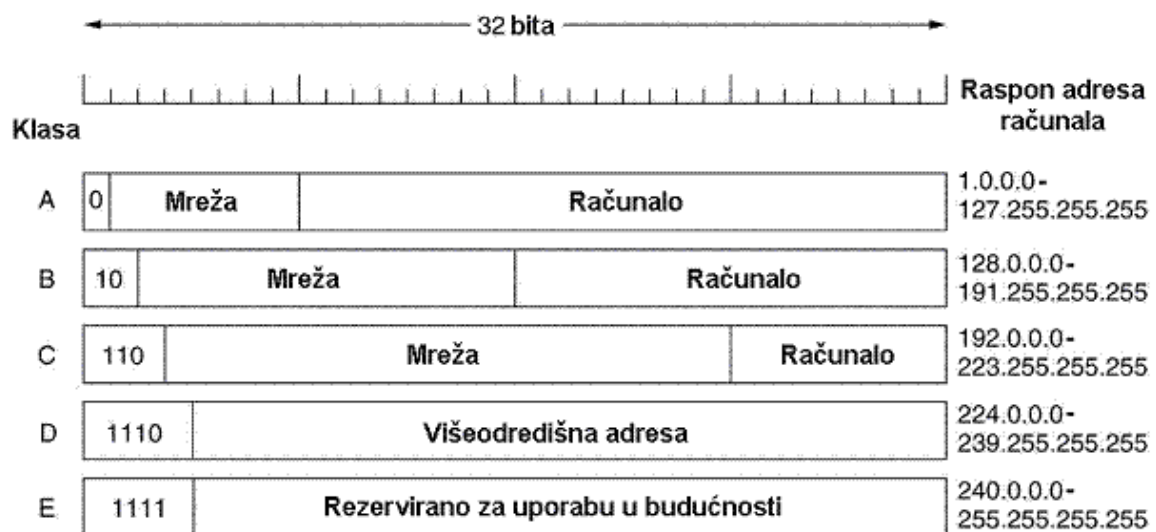 32 bita
Raspon adresa
računala
Klasa
A 0 Mreža Računalo 1.0.0.0-
127.255.255.255
B 10 Mreža Računalo 128.0.0.0-
191.255.255.255
C 110 Mreža Računalo 192.0.0.0-
223.255.255.255
D 1110 Višeodredišna adresa 224.0.0.0-
239.255.255.255
E 1111 Rezervirano za uporabu u budućnosti 240.0.0.0-
255.255.255.255